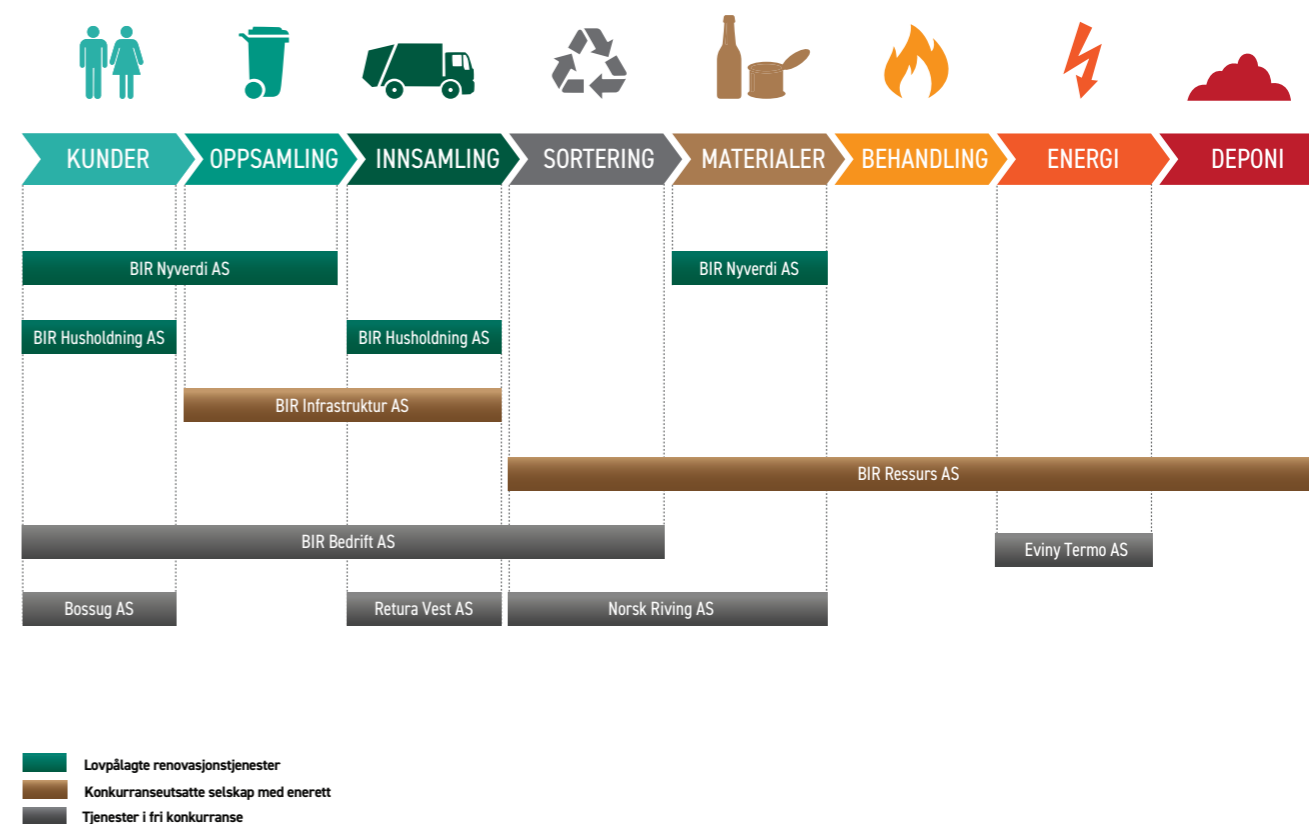 KUNDER OPPSAMLING INNSAMLING SORTERING MATERIALER BEHANDLING ENERGI DEPONI
BIR Nyverdi AS BIR Nyverdi AS
BIR Husholdning AS BIR Husholdning AS
BIR Infrastruktur AS
BIR Ressurs AS
BIR Bedrift AS Eviny Termo AS
Bossug AS Retura Vest AS Norsk Riving AS
Lovpålagte renovasjonstjenester
Konkurranseutsatte selskap med enerett
Tjenester i fri konkurranse